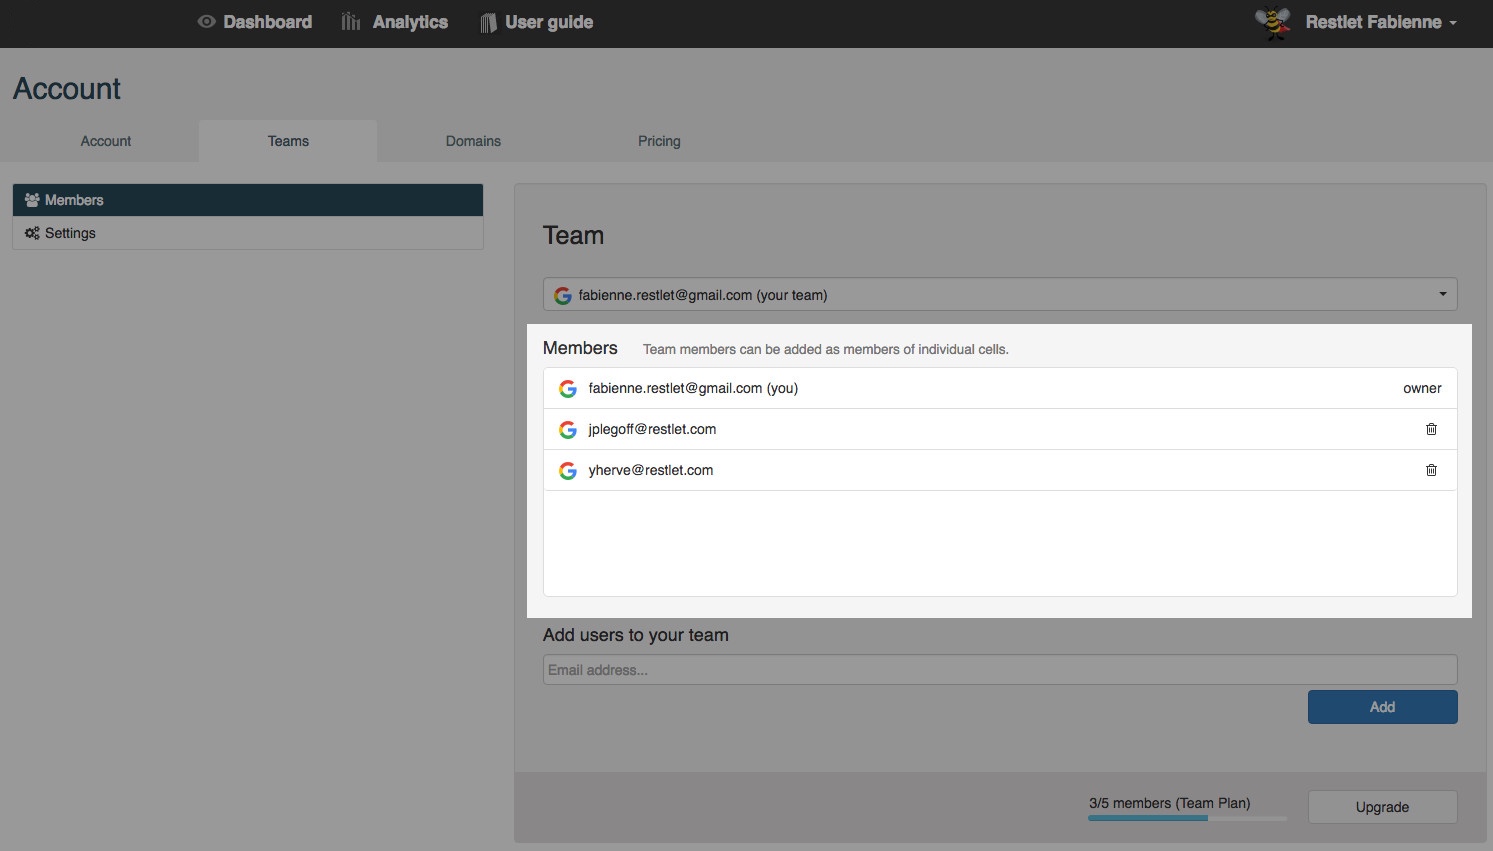 Dashboard Analytics User guide Restlet Fabienne
Account
Account Teams Domains Pricing
Members
Settings
Team
fabienne.restlet@gmail.com (your team)
Members Team members can be added as members of individual cells.
fabienne.restlet@gmail.com (you) owner
jplegoff@restlet.com
yherve@restlet.com
Add users to your team
Email address...
Add
3/5 members (Team Plan)
Upgrade